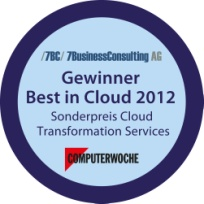 /7BC/ 7BusinessConsulting AG
Gewinner
Best in Cloud 2012
Sonderpreis Cloud
Transformation Services
COMPUTERWOCHE